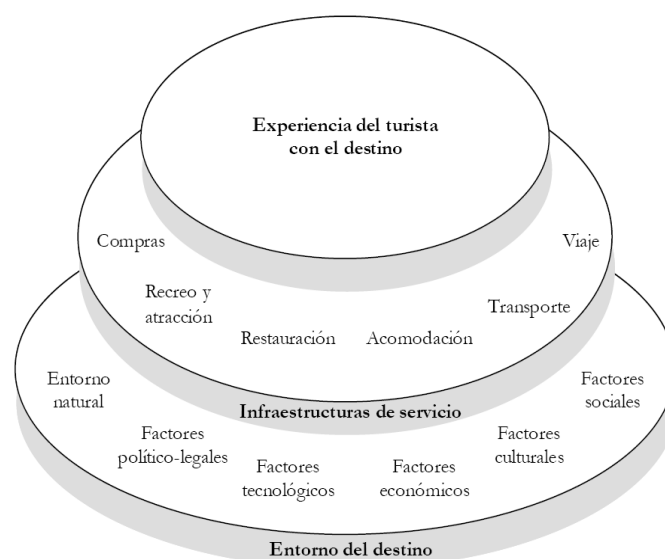 Experiencia del turista
con el destino
Compras
Viaje
Recreo y
atracción
Transporte
Restauración
Acomodación
Infraestructuras de servicio
Entorno
natural
Factores
sociales
Factores
político-legales
Factores
culturales
Factores
tecnológicos
Factores
económicos
Entorno del destino